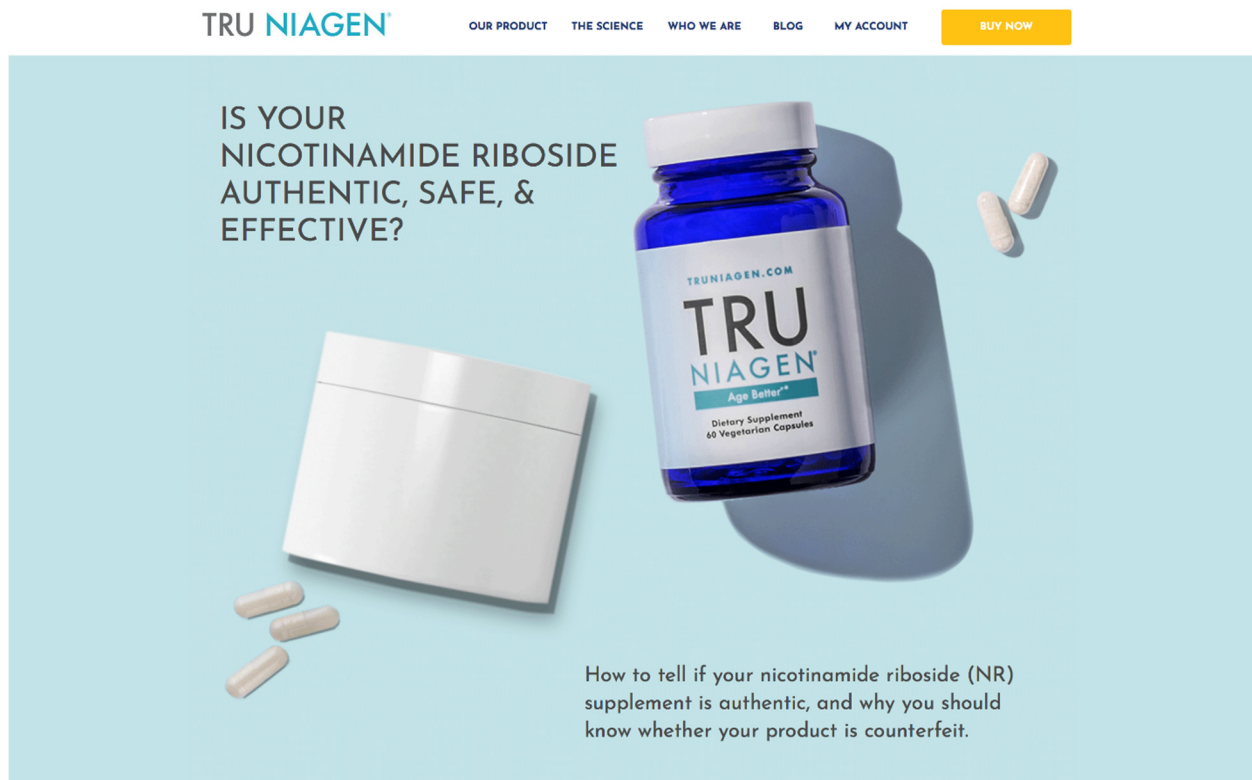 TRU NIAGEN®
OUR PRODUCT
THE SCIENCE
WHO WE ARE
BLOG
MY ACCOUNT
BUY NOW
IS YOUR
NICOTINAMIDE RIBOSIDE
AUTHENTIC, SAFE, &
EFFECTIVE?
TRUNIAGEN.COM
TRU
NIAGEN®
Age Better™*
Dietary Supplement
60 Vegetarian Capsules
How to tell if your nicotinamide riboside (NR)
supplement is authentic, and why you should
know whether your product is counterfeit.